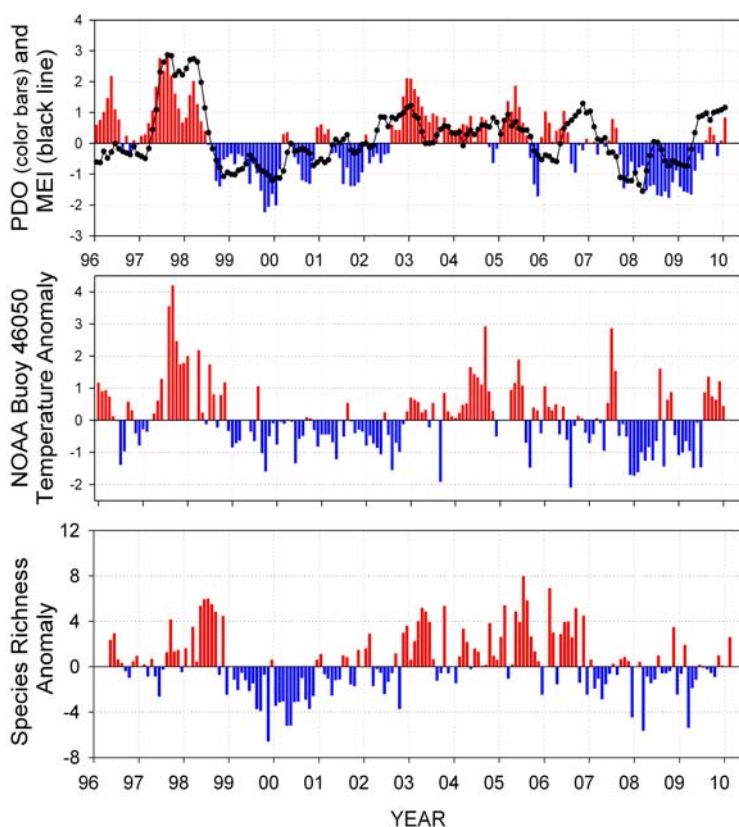 PDO (color bars) and
MEI (black line)
4
3
2
1
0
-1
-2
-3
96 97 98 99 00 01 02 03 04 05 06 07 08 09 10
NOAA Buoy 46050
Temperature Anomaly
4
3
2
1
0
-1
-2
Species Richness
Anomaly
12
8
4
0
-4
-8
96 97 98 99 00 01 02 03 04 05 06 07 08 09 10
YEAR